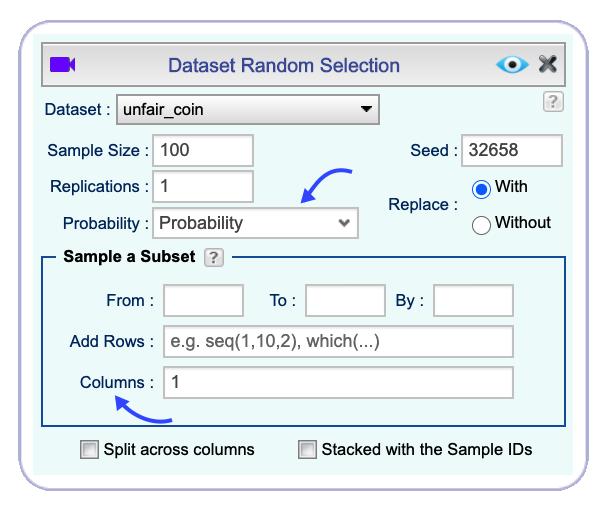 Dataset Random Selection
Dataset : unfair_coin ?
Sample Size : 100 Seed : 32658
Replications : 1 Replace : With
Probability : Probability Without
Sample a Subset ?
From : To : By :
Add Rows : e.g. seq(1,10,2), which(...)
Columns : 1
Split across columns Stacked with the Sample IDs